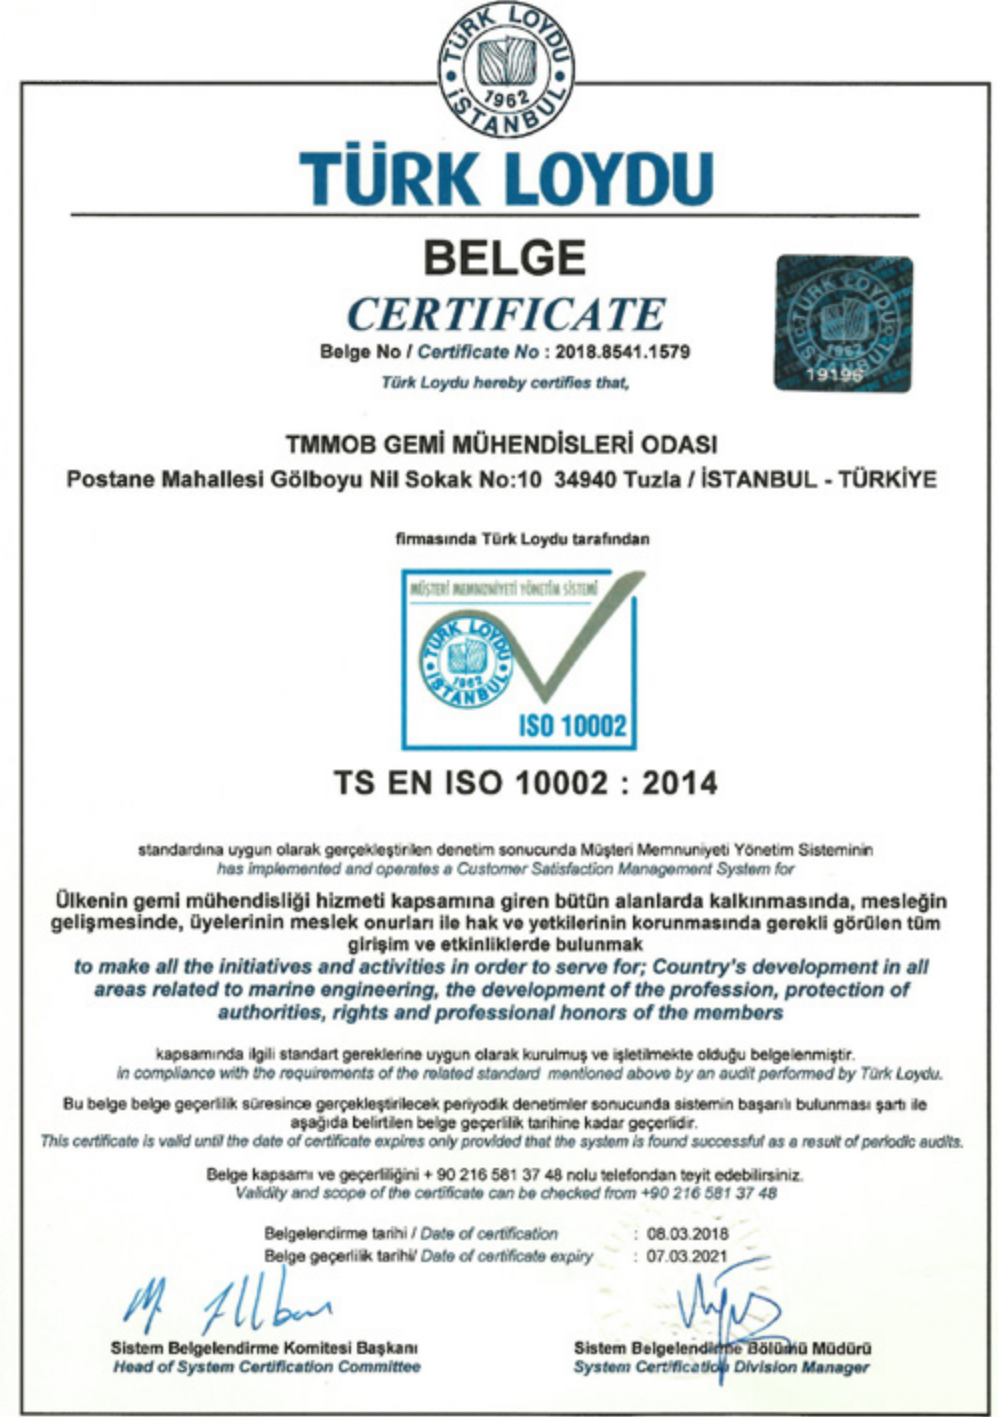 TÜRK LOYDU
1962
İSTANBUL
TÜRK LOYDU
BELGE
CERTIFICATE
Belge No / Certificate No : 2018.8541.1579
Türk Loydu hereby certifies that,
TÜRK LOYDU
1962
İSTANBUL
19196
TMMOB GEMİ MÜHENDİSLERİ ODASI
Postane Mahallesi Gölboyu Nil Sokak No:10 34940 Tuzla / İSTANBUL - TÜRKİYE
firmasında Türk Loydu tarafından
MÜŞTERİ MEMNUNİYETİ YÖNETİM SİSTEMİ
TÜRK LOYDU
1962
İSTANBUL
ISO 10002
TS EN ISO 10002 : 2014
standardına uygun olarak gerçekleştirilen denetim sonucunda Müşteri Memnuniyeti Yönetim Sisteminin
has implemented and operates a Customer Satisfaction Management System for
Ülkenin gemi mühendisliği hizmeti kapsamına giren bütün alanlarda kalkınmasında, mesleğin
gelişmesinde, üyelerinin meslek onurları ile hak ve yetkilerinin korunmasında gerekli görülen tüm
girişim ve etkinliklerde bulunmak
to make all the initiatives and activities in order to serve for; Country's development in all
areas related to marine engineering, the development of the profession, protection of
authorities, rights and professional honors of the members
kapsamında ilgili standart gereklerine uygun olarak kurulmuş ve işletilmekte olduğu belgelenmiştir.
in compliance with the requirements of the related standard mentioned above by an audit performed by Türk Loydu.
Bu belge belge geçerlilik süresince gerçekleştirilecek periyodik denetimler sonucunda sistemin başarılı bulunması şartı ile
aşağıda belirtilen belge geçerlilik tarihine kadar geçerlidir.
This certificate is valid until the date of certificate expires only provided that the system is found successful as a result of periodic audits.
Belge kapsamı ve geçerliliğini + 90 216 581 37 48 nolu telefondan teyit edebilirsiniz.
Validity and scope of the certificate can be checked from +90 216 581 37 48
Belgelendirme tarihi / Date of certification : 08.03.2018
Belge geçerlilik tarihi/ Date of certificate expiry : 07.03.2021
Sistem Belgelendirme Komitesi Başkanı
Head of System Certification Committee
Sistem Belgelendirme Bölümü Müdürü
System Certification Division Manager